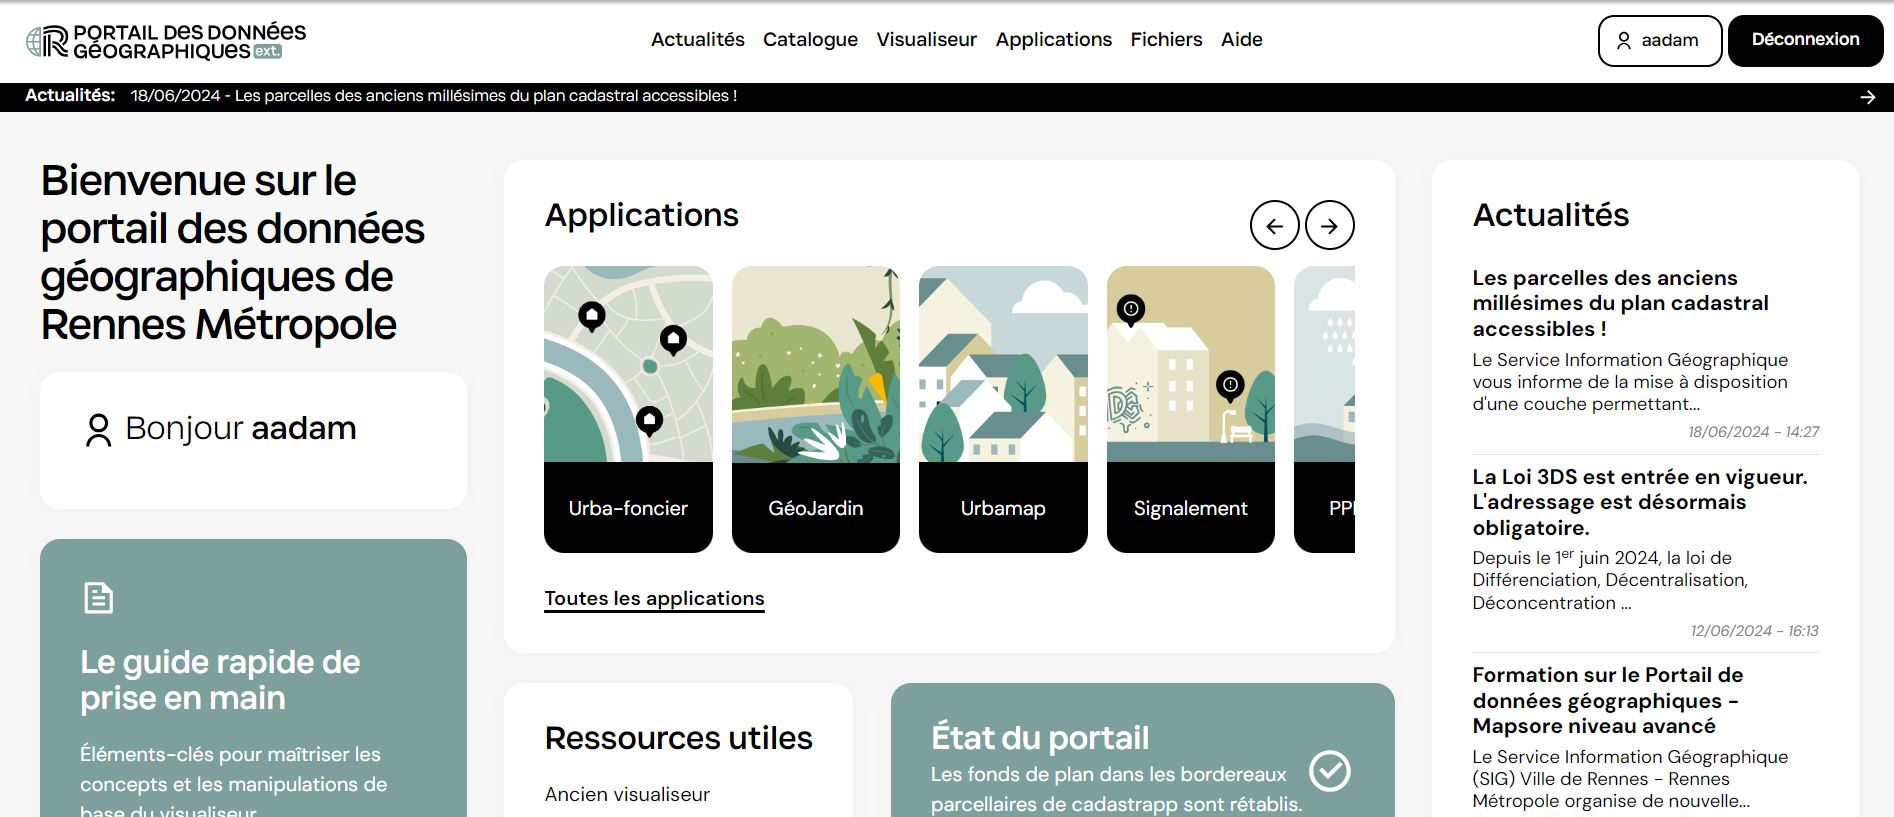 PORTAIL DES DONNÉES
GÉOGRAPHIQUES ext.
Actualités Catalogue Visualiseur Applications Fichiers Aide
aadam
Déconnexion
Actualités: 18/06/2024 - Les parcelles des anciens millésimes du plan cadastral accessibles !
Bienvenue sur le
portail des données
géographiques de
Rennes Métropole
Bonjour aadam
Le guide rapide de
prise en main
Éléments-clés pour maîtriser les
concepts et les manipulations de
base du visualiseur
Applications
Urba-foncier
GéoJardin
Urbamap
Signalement
Toutes les applications
Ressources utiles
Ancien visualiseur
État du portail
Les fonds de plan dans les bordereaux
parcellaires de cadastrapp sont rétablis.
Actualités
Les parcelles des anciens
millésimes du plan cadastral
accessibles !
Le Service Information Géographique
vous informe de la mise à disposition
d'une couche permettant...
18/06/2024 - 14:27
La Loi 3DS est entrée en vigueur.
L'adressage est désormais
obligatoire.
Depuis le 1er juin 2024, la loi de
Différenciation, Décentralisation,
Déconcentration ...
12/06/2024 - 16:13
Formation sur le Portail de
données géographiques -
Mapsore niveau avancé
Le Service Information Géographique
(SIG) Ville de Rennes - Rennes
Métropole organise de nouvelle...